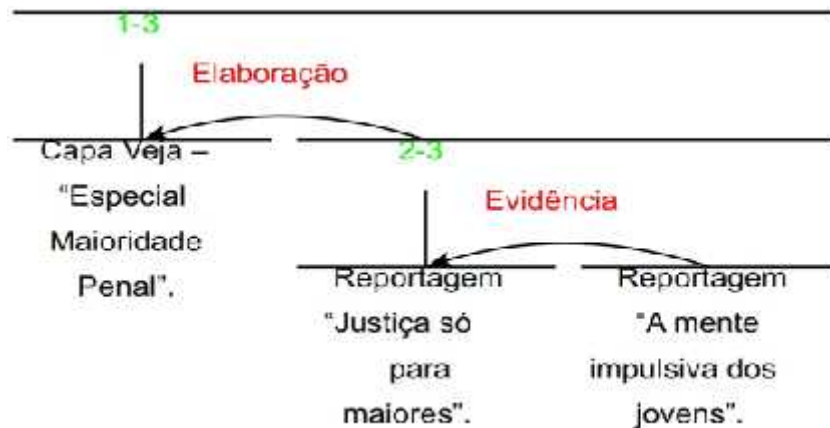 1-3
Elaboração
Capa Veja –
“Especial
Maioridade
Penal”.
2-3
Evidência
Reportagem
“Justiça só
para
maiores”.
Reportagem
“A mente
impulsiva dos
jovens”.